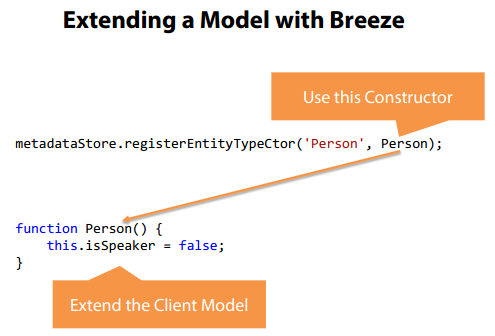 Extending a Model with Breeze
Use this Constructor
metadataStore.registerEntityTypeCtor('Person', Person);
function Person() {
    this.isSpeaker = false;
}
Extend the Client Model